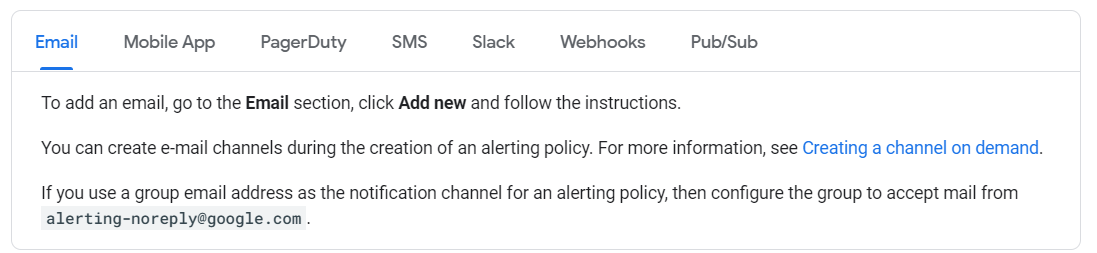 Email Mobile App PagerDuty SMS Slack Webhooks Pub/Sub
To add an email, go to the Email section, click Add new and follow the instructions.
You can create e-mail channels during the creation of an alerting policy. For more information, see Creating a channel on demand.
If you use a group email address as the notification channel for an alerting policy, then configure the group to accept mail from
alerting-noreply@google.com.